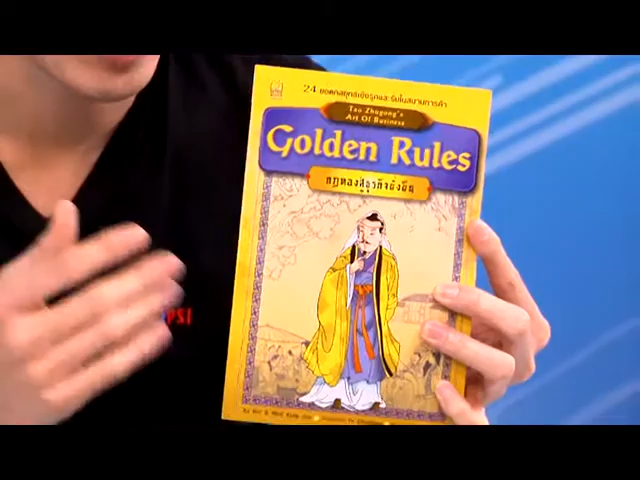 24 ยอดกลยุทธ์เชิงรุกและรับในสนามการค้า
Tao Zhugong's
Art Of Business
Golden Rules
กฎทองสู่ธุรกิจยั่งยืน
PSI